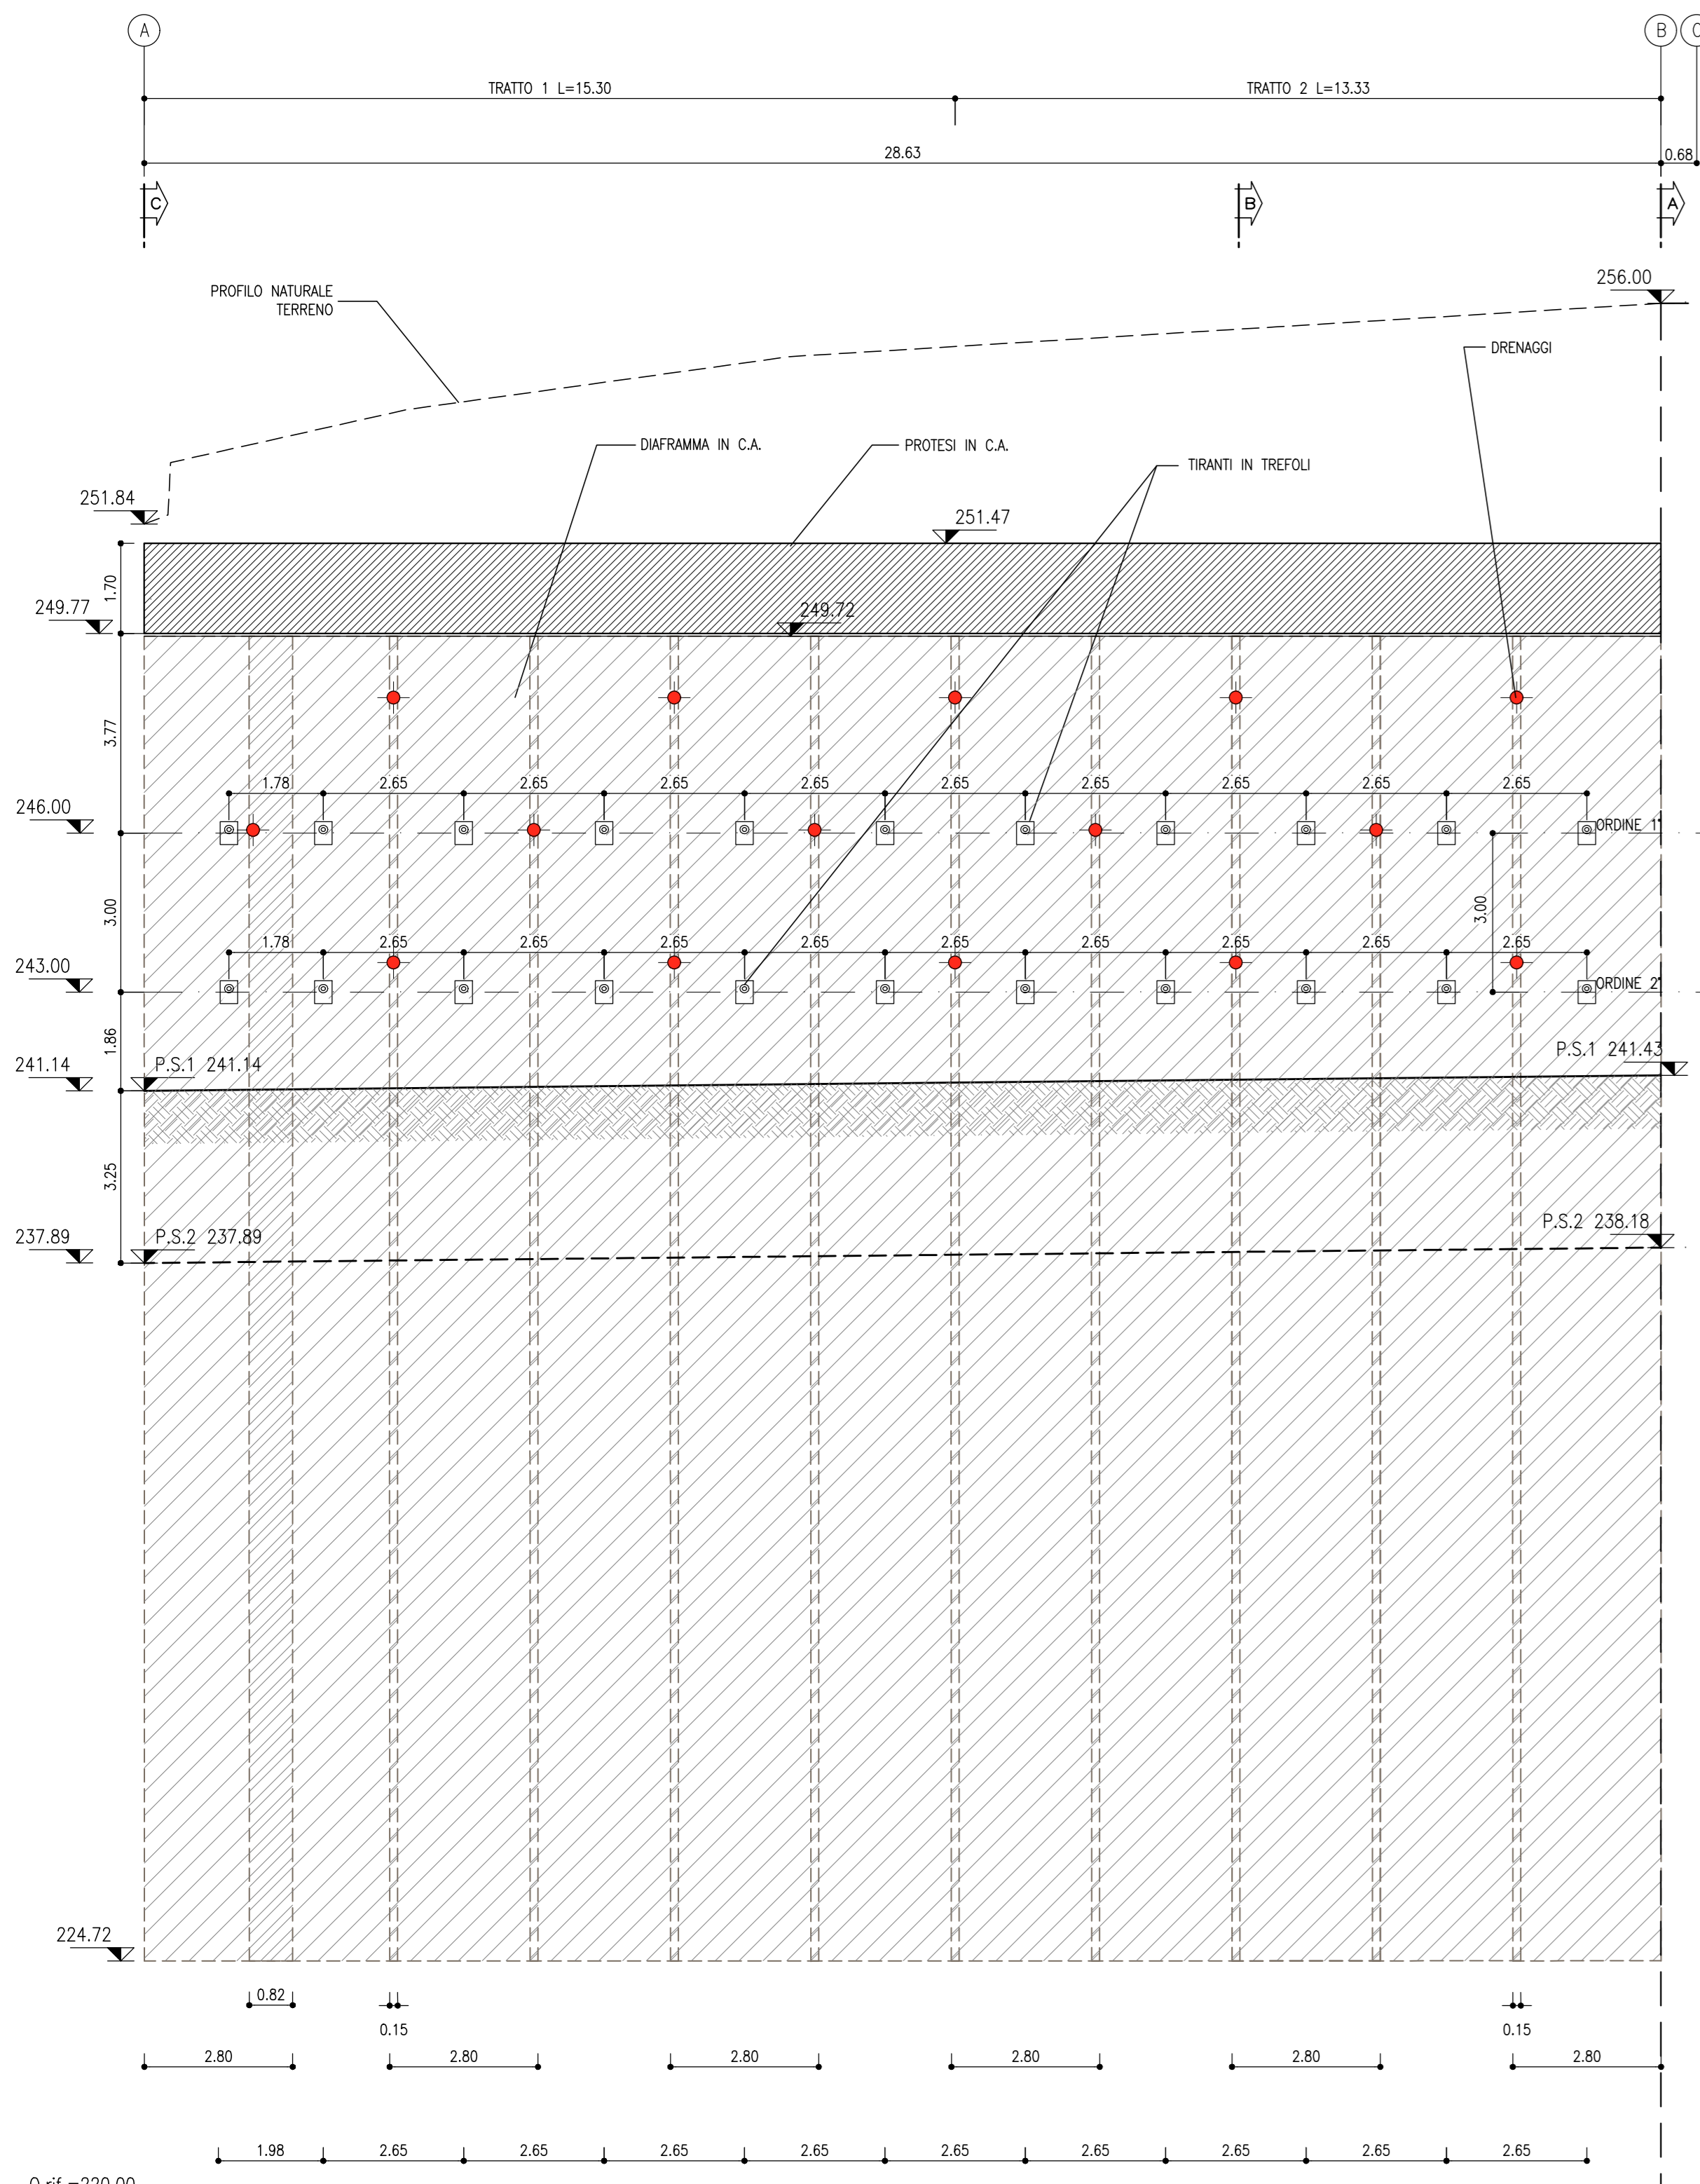 A
B
TRATTO 1 L=15.30
TRATTO 2 L=13.33
28.63
0.68
C
B
A
256.00
PROFILO NATURALE
TERRENO
DRENAGGI
DIAFRAMMA IN C.A.
PROTESI IN C.A.
TIRANTI IN TREFOLI
251.84
251.47
1.70
249.77
249.72
3.77
1.78 2.65 2.65 2.65 2.65 2.65 2.65 2.65 2.65 2.65
246.00
ORDINE 1°
3.00
3.00
1.78 2.65 2.65 2.65 2.65 2.65 2.65 2.65 2.65 2.65
243.00
ORDINE 2°
1.86
241.14
P.S.1 241.14
P.S.1 241.43
3.25
237.89
P.S.2 237.89
P.S.2 238.18
224.72
0.82
0.15
0.15
2.80 2.80 2.80 2.80 2.80 2.80
1.98 2.65 2.65 2.65 2.65 2.65 2.65 2.65 2.65 2.65